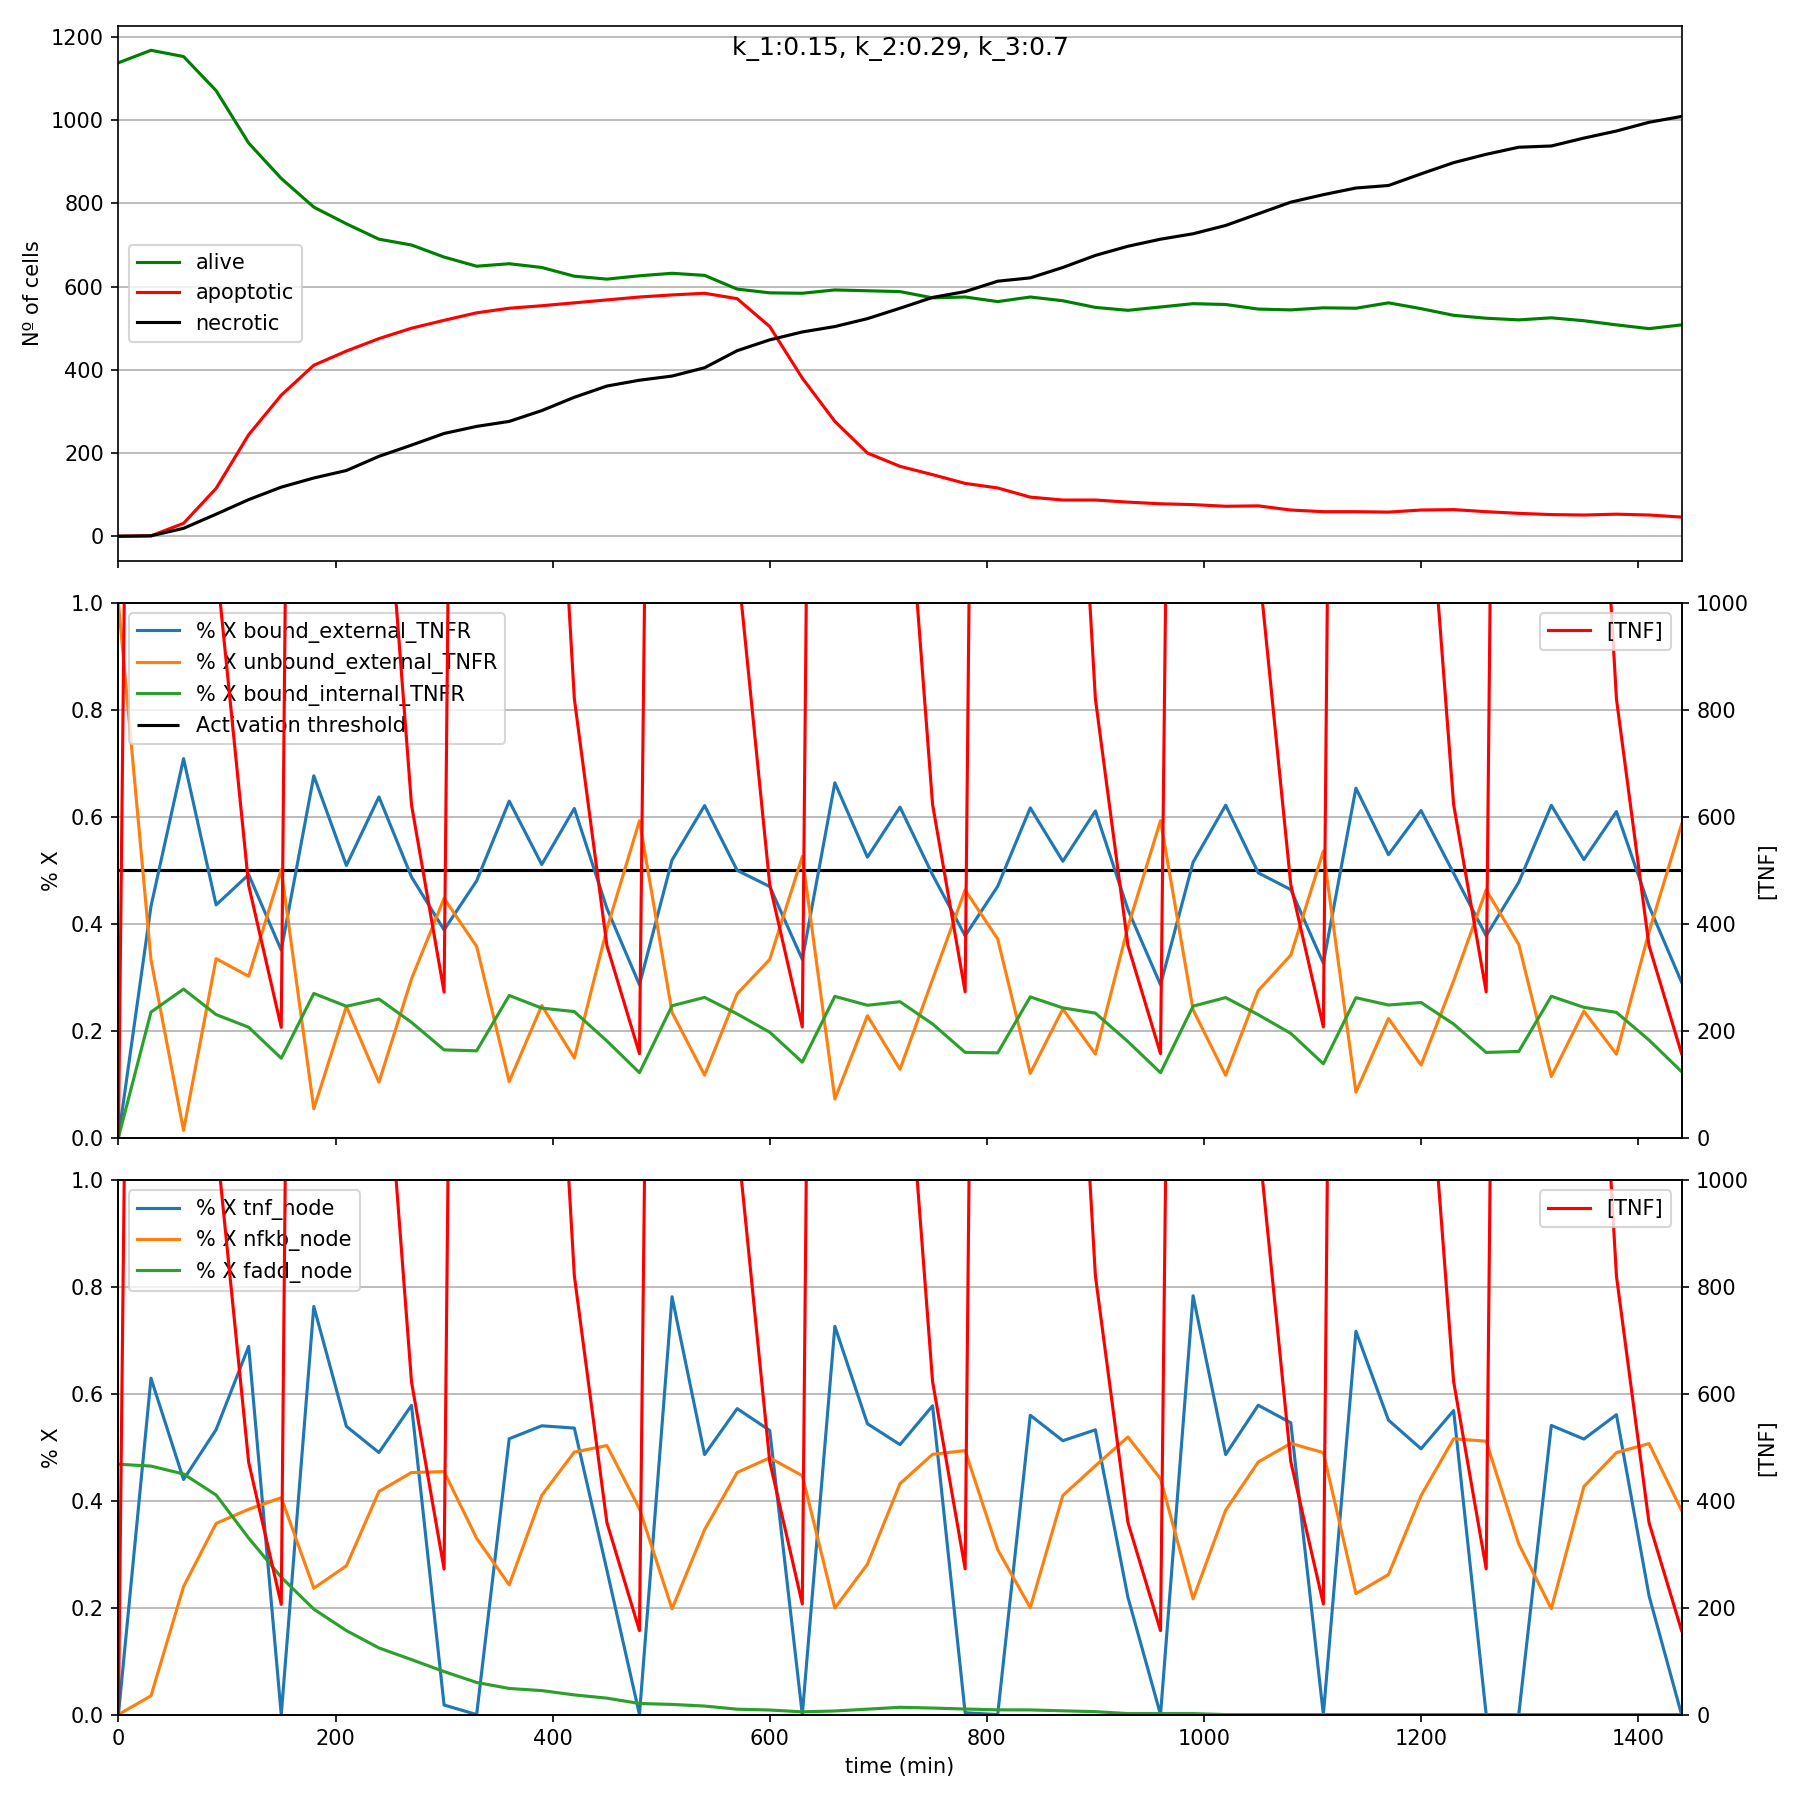 k_1:0.15, k_2:0.29, k_3:0.7
1200
1000
800
600
400
200
0
Nº of cells
alive
apoptotic
necrotic
1.0
0.8
0.6
0.4
0.2
0.0
% X
% X bound_external_TNFR
% X unbound_external_TNFR
% X bound_internal_TNFR
Activation threshold
[TNF]
1000
800
600
400
200
0
[TNF]
1.0
0.8
0.6
0.4
0.2
0.0
% X
% X tnf_node
% X nfkb_node
% X fadd_node
[TNF]
1000
800
600
400
200
0
[TNF]
0 200 400 600 800 1000 1200 1400
time (min)